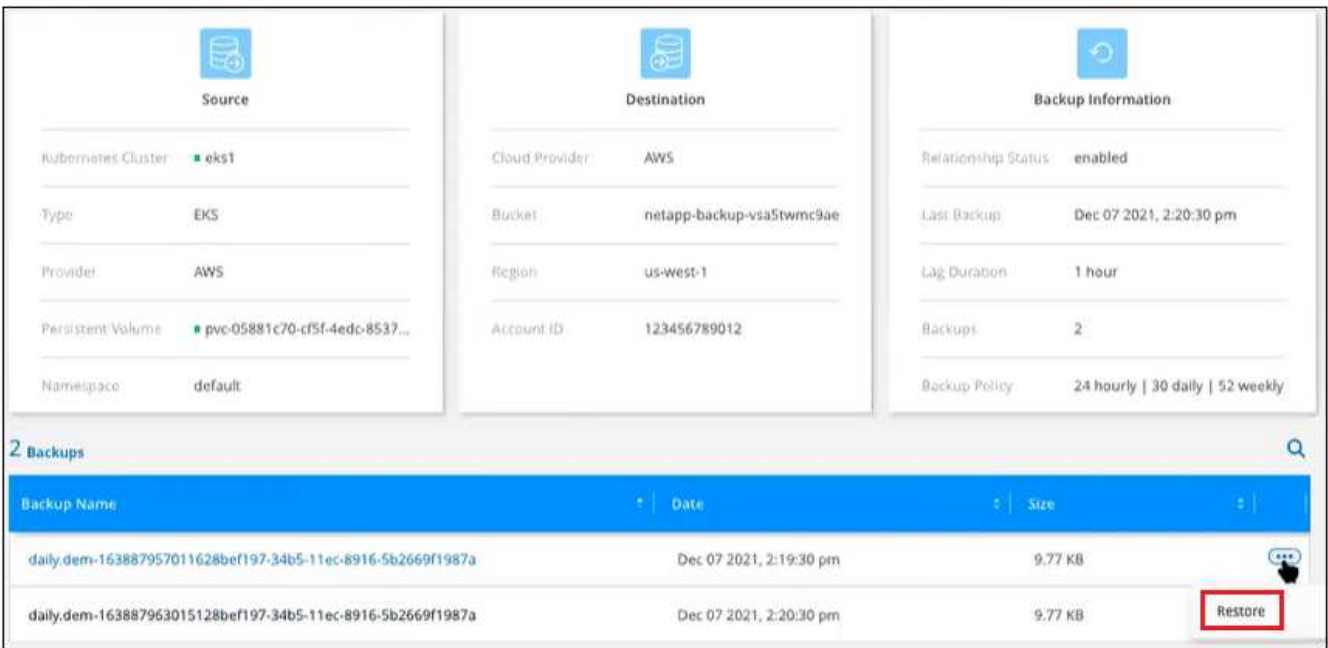 Source
Kubernetes Cluster eks1
Type EKS
Provider AWS
Persistent Volume pvc-05881c70-cf5f-4edc-8537...
Namespace default
Destination
Cloud Provider AWS
Bucket netapp-backup-vsa5twmc9ae
Region us-west-1
Account ID 123456789012
Backup Information
Relationship Status enabled
Last Backup Dec 07 2021, 2:20:30 pm
Lag Duration 1 hour
Backups 2
Backup Policy 24 hourly | 30 daily | 52 weekly
2 Backups
Backup Name Date Size
daily.dem-163887957011628bef197-34b5-11ec-8916-5b2669f1987a Dec 07 2021, 2:19:30 pm 9.77 KB
daily.dem-163887963015128bef197-34b5-11ec-8916-5b2669f1987a Dec 07 2021, 2:20:30 pm 9.77 KB
Restore